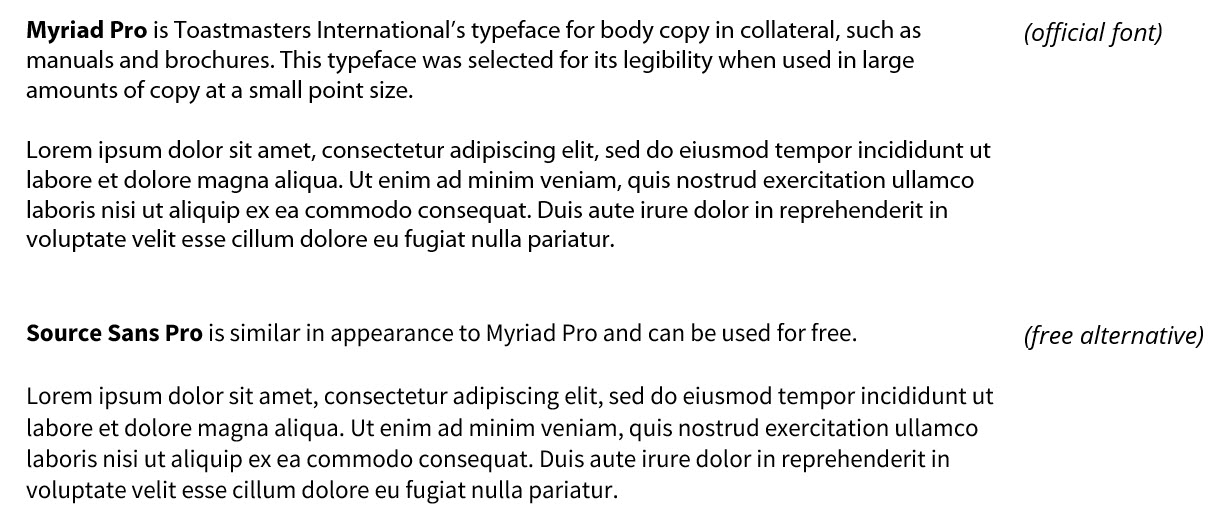 Myriad Pro is Toastmasters International’s typeface for body copy in collateral, such as
manuals and brochures. This typeface was selected for its legibility when used in large
amounts of copy at a small point size.
(official font)
Lorem ipsum dolor sit amet, consectetur adipiscing elit, sed do eiusmod tempor incididunt ut
labore et dolore magna aliqua. Ut enim ad minim veniam, quis nostrud exercitation ullamco
laboris nisi ut aliquip ex ea commodo consequat. Duis aute irure dolor in reprehenderit in
voluptate velit esse cillum dolore eu fugiat nulla pariatur.
Source Sans Pro is similar in appearance to Myriad Pro and can be used for free.
(free alternative)
Lorem ipsum dolor sit amet, consectetur adipiscing elit, sed do eiusmod tempor incididunt ut
labore et dolore magna aliqua. Ut enim ad minim veniam, quis nostrud exercitation ullamco
laboris nisi ut aliquip ex ea commodo consequat. Duis aute irure dolor in reprehenderit in
voluptate velit esse cillum dolore eu fugiat nulla pariatur.